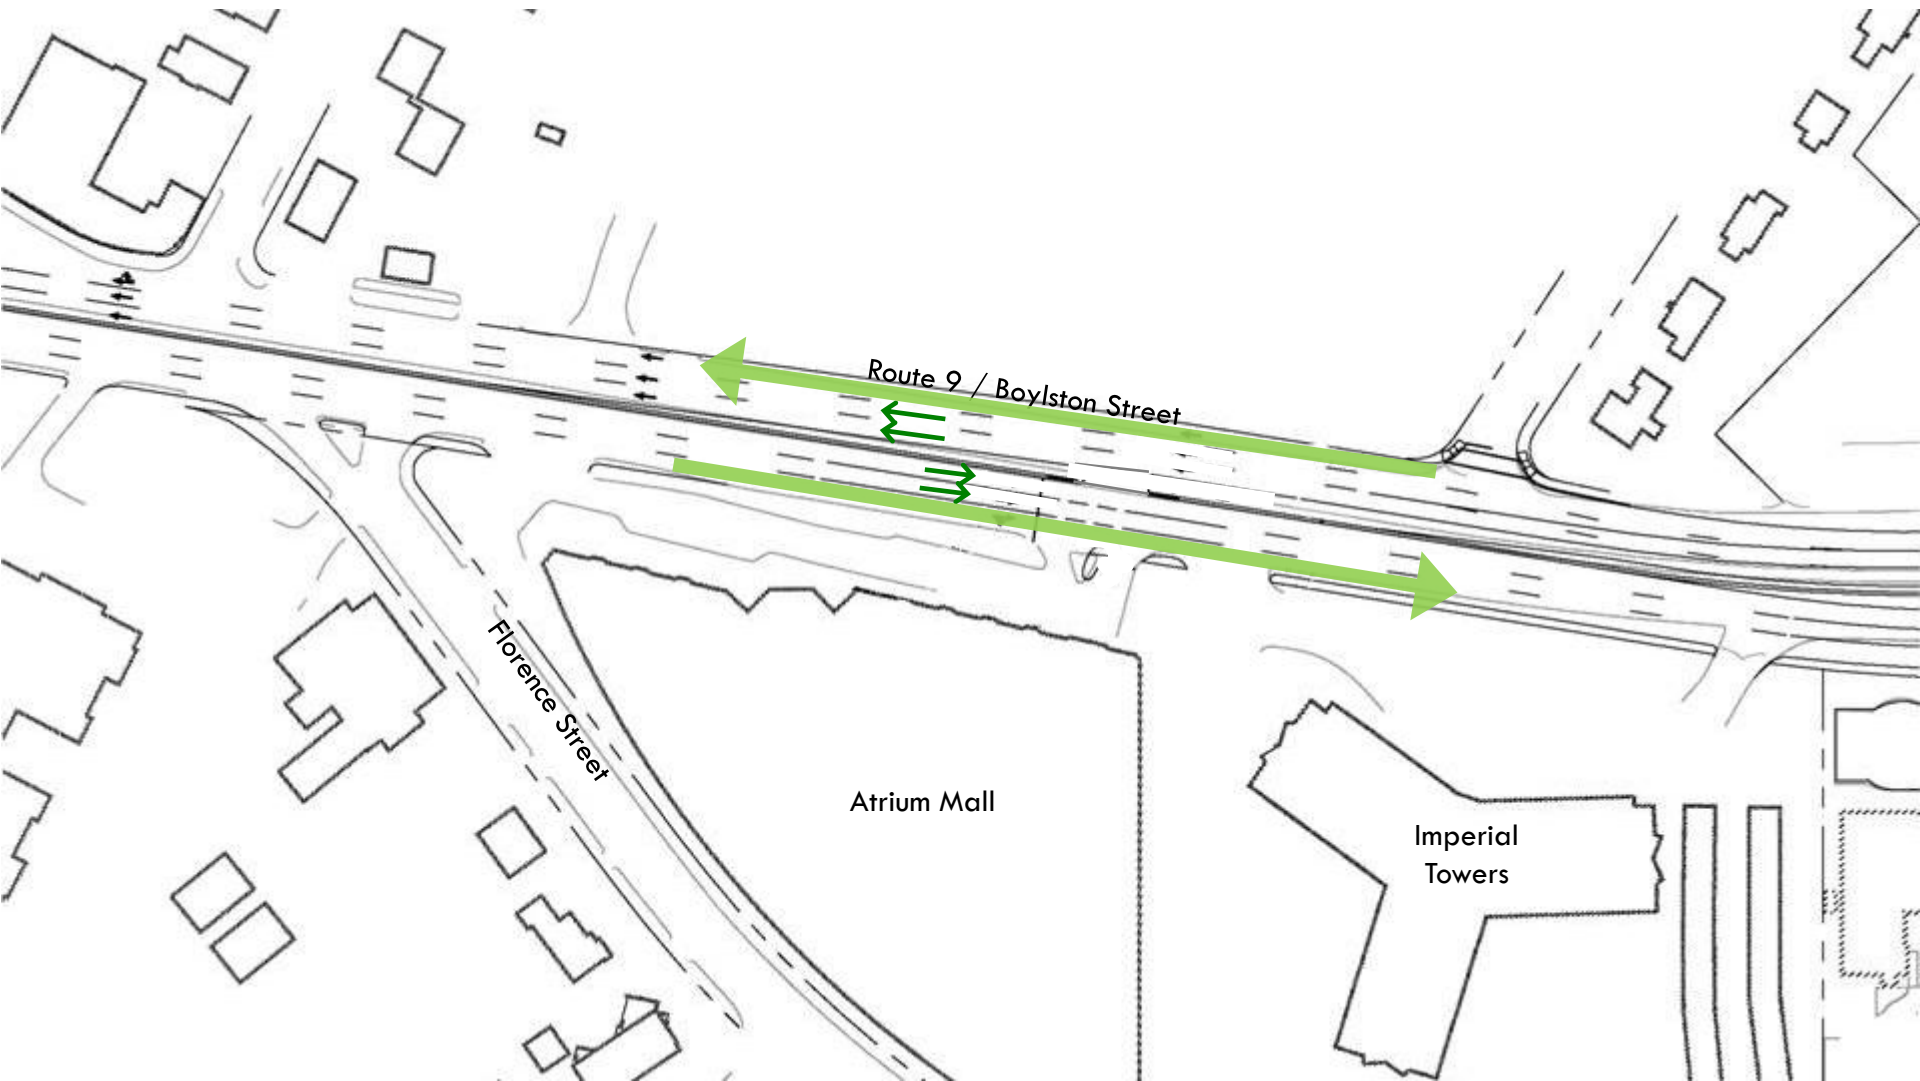 Route 9 / Boylston Street
Florence Street
Atrium Mall
Imperial
Towers